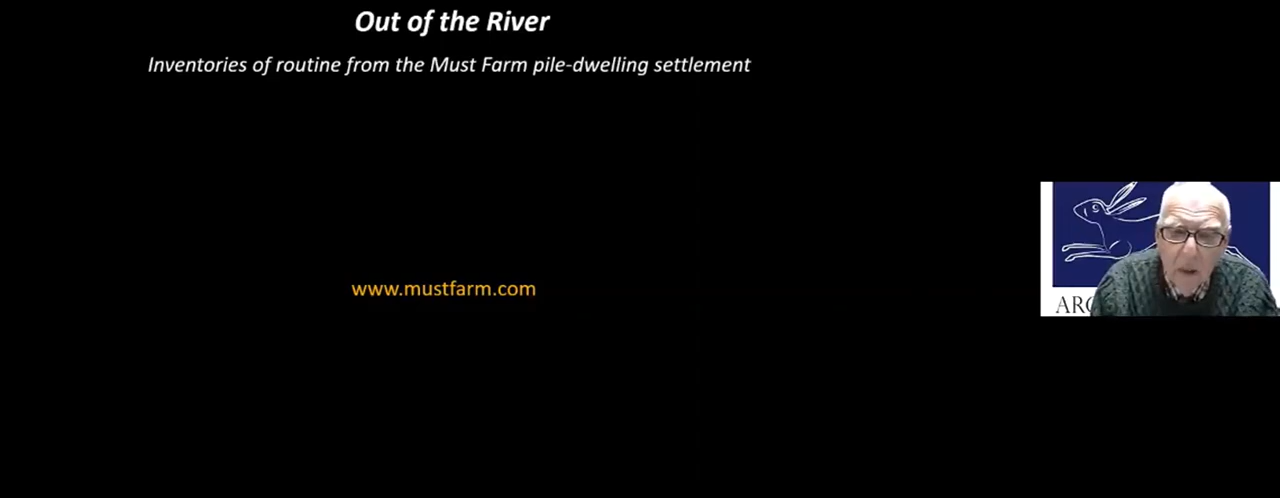 Out of the River
Inventories of routine from the Must Farm pile-dwelling settlement
www.mustfarm.com
ARC